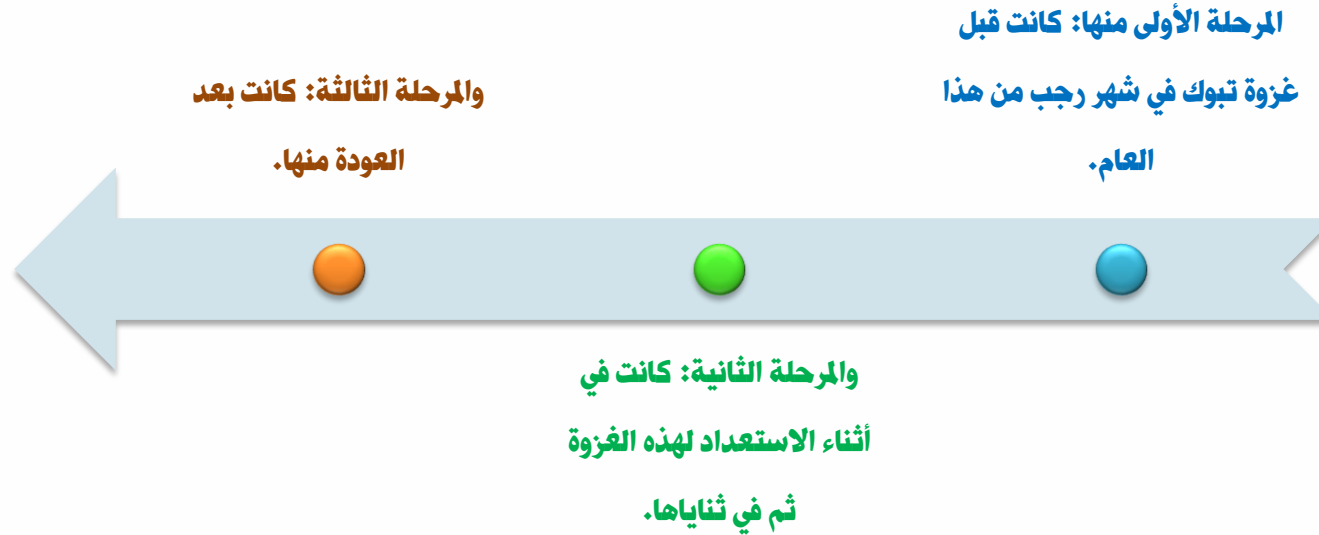 المرحلة الأولى منها: كانت قبل
غزوة تبوك في شهر رجب من هذا
العام.
والمرحلة الثانية: كانت في
أثناء الاستعداد لهذه الغزوة
ثم في ثناياها.
والمرحلة الثالثة: كانت بعد
العودة منها.